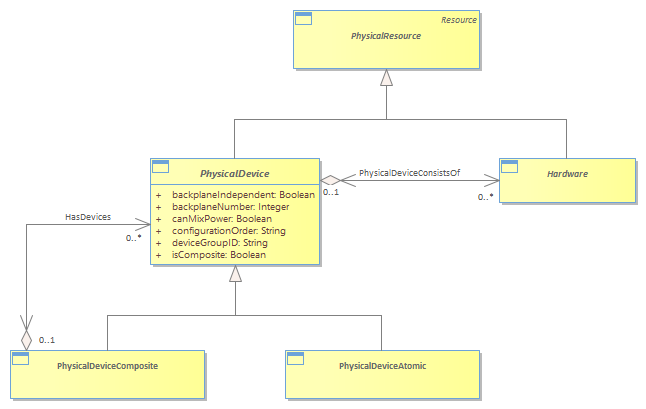 Resource
PhysicalResource
PhysicalDevice
+ backplaneIndependent: Boolean
+ backplaneNumber: Integer
+ canMixPower: Boolean
+ configurationOrder: String
+ deviceGroupID: String
+ isComposite: Boolean
PhysicalDeviceConsistsOf
0..1
0..*
Hardware
HasDevices
0..*
0..1
PhysicalDeviceComposite
PhysicalDeviceAtomic